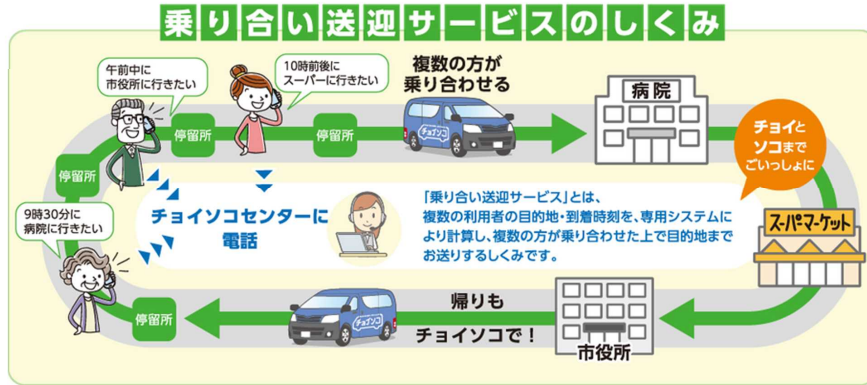 乗り合い送迎サービスのしくみ
午前中に
市役所に行きたい
10時前後に
スーパーに行きたい
複数の方が
乗り合わせる
病院
チョイと
ソコまで
ごいっしょに
停留所
停留所
停留所
チョイソコ
9時30分に
病院に行きたい
チョイソコセンターに
電話
「乗り合い送迎サービス」とは、
複数の利用者の目的地・到着時刻を、専用システムに
より計算し、複数の方が乗り合わせた上で目的地まで
お送りするしくみです。
スーパーマーケット
停留所
チョイソコ
帰りも
チョイソコで!
市役所